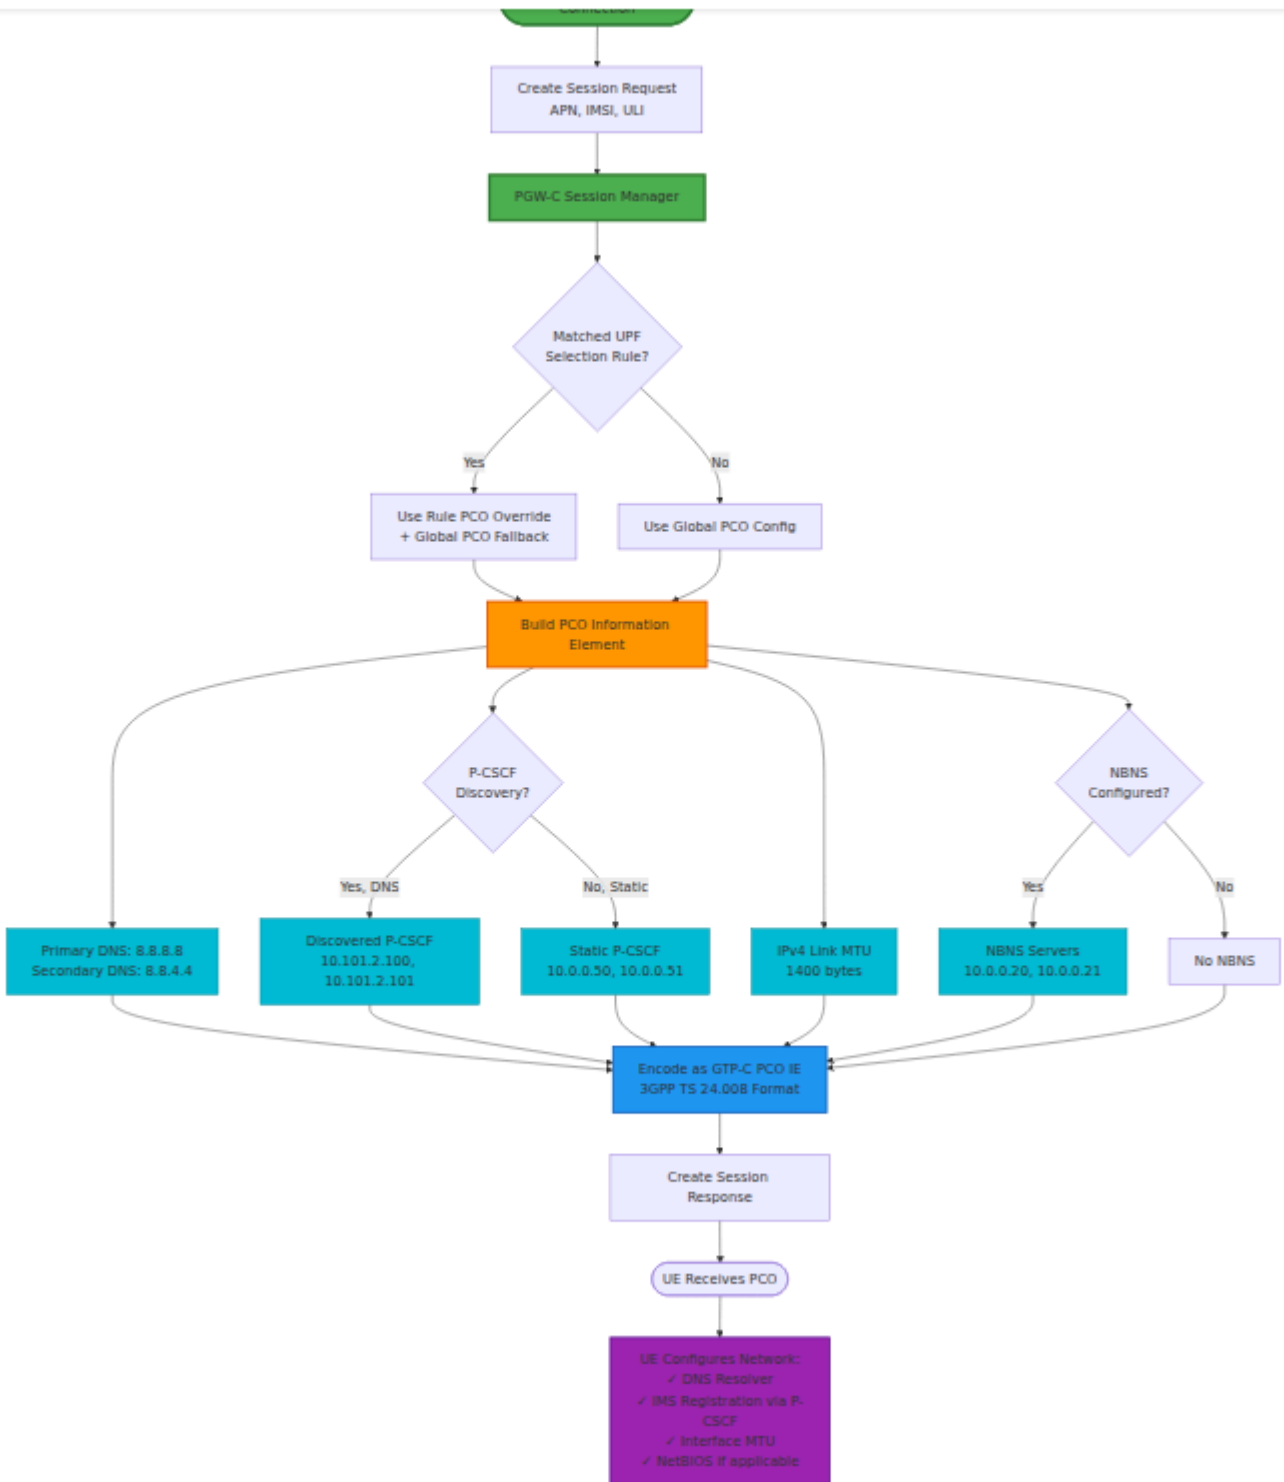 Connection
Create Session Request
APN, IMSI, ULI
PGW-C Session Manager
Matched UPF
Selection Rule?
Yes
No
Use Rule PCO Override
+ Global PCO Fallback
Use Global PCO Config
Build PCO Information
Element
P-CSCF
Discovery?
NBNS
Configured?
Yes, DNS
No, Static
Yes
No
Primary DNS: 8.8.8.8
Secondary DNS: 8.8.4.4
Discovered P-CSCF
10.101.2.100,
10.101.2.101
Static P-CSCF
10.0.0.50, 10.0.0.51
IPv4 Link MTU
1400 bytes
NBNS Servers
10.0.0.20, 10.0.0.21
No NBNS
Encode as GTP-C PCO IE
3GPP TS 24.008 Format
Create Session
Response
UE Receives PCO
UE Configures Network:
✓ DNS Resolver
✓ IMS Registration via P-
CSCF
✓ Interface MTU
✓ NetBIOS if applicable